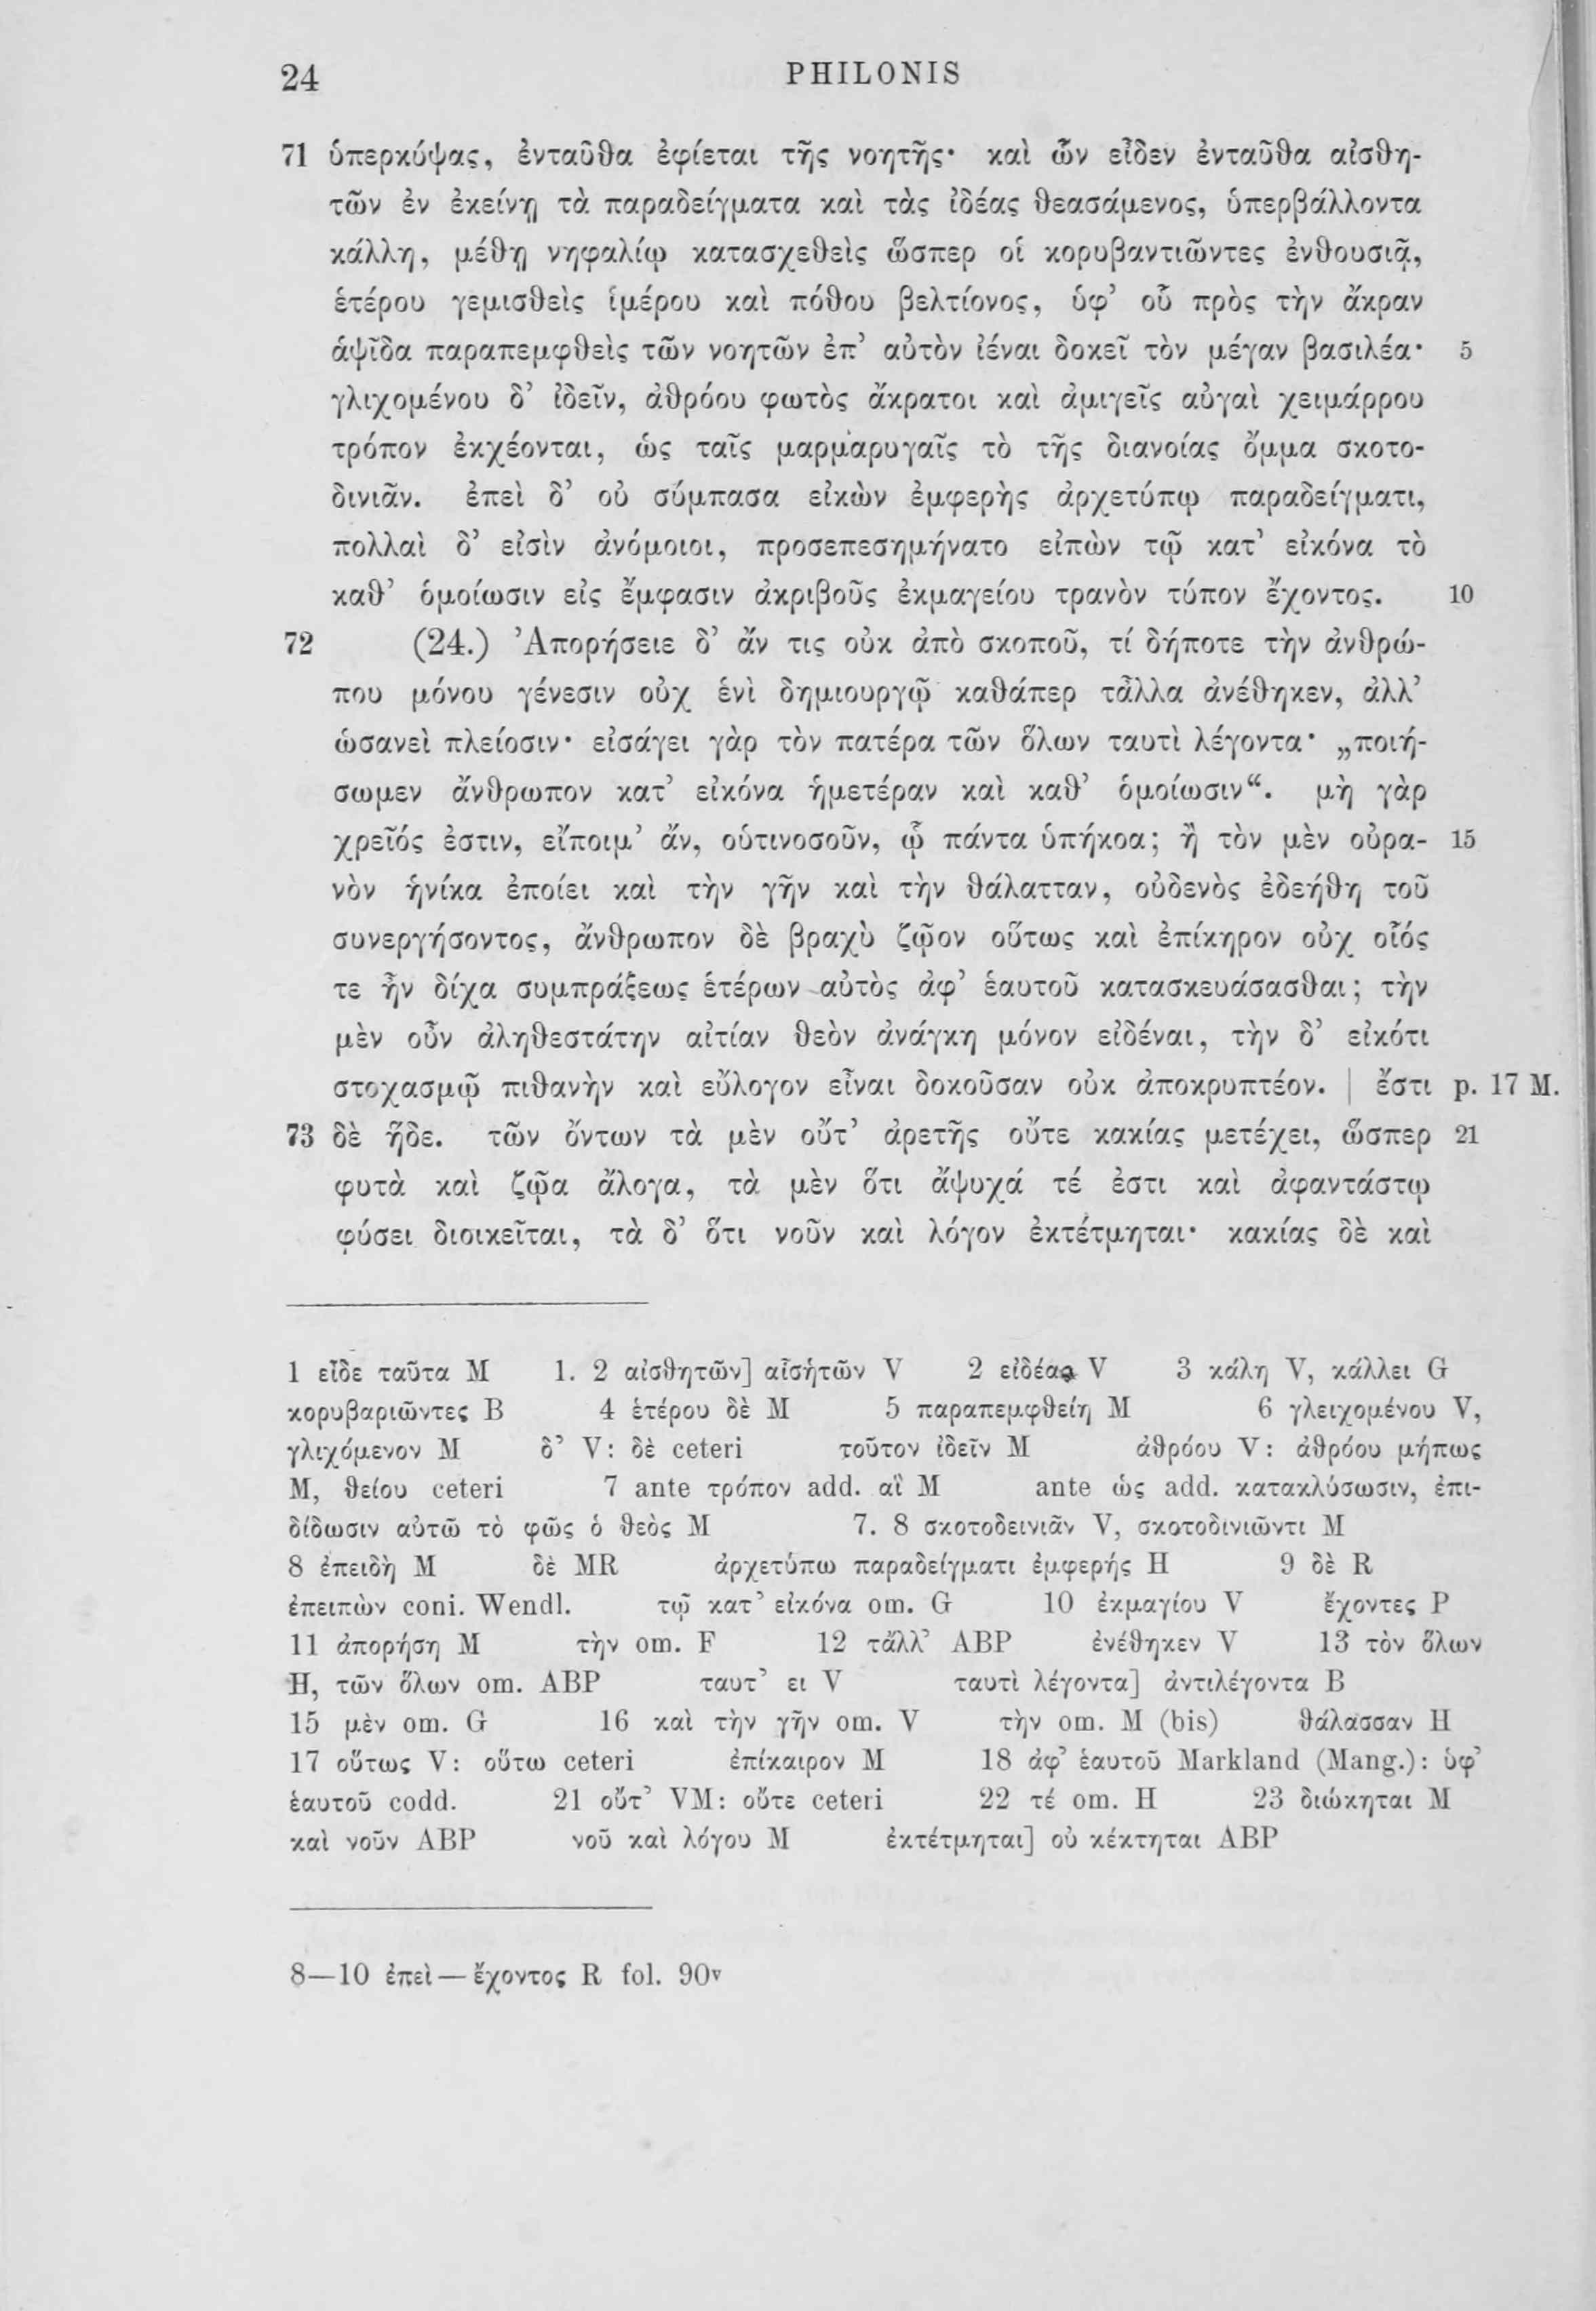 24 PHILONIS
71 ὑπερκύψας, ἐνταῦθα ἐφίεται τῆς νοητῆς· καὶ ὧν εἶδεν ἐνταῦθα αἰσθη-
τῶν ἐν ἐκείνῃ τὰ παραδείγματα καὶ τὰς ἰδέας θεασάμενος, ὑπερβάλλοντα
κάλλη, μέθῃ νηφαλίῳ κατασχεθεὶς ὥσπερ οἱ κορυβαντιῶντες ἐνθουσιᾷ,
ἑτέρου γεμισθεὶς ἱμέρου καὶ πόθου βελτίονος, ὑφ’ οὗ πρὸς τὴν ἄκραν
ἁψῖδα παραπεμφθεὶς τῶν νοητῶν ἐπ’ αὐτὸν ἰέναι δοκεῖ τὸν μέγαν βασιλέα· 5
γλιχομένου δ’ ἰδεῖν, ἀθρόου φωτὸς ἄκρατοι καὶ ἀμιγεῖς αὐγαὶ χειμάρρου
τρόπον ἐκχέονται, ὡς ταῖς μαρμαρυγαῖς τὸ τῆς διανοίας ὄμμα σκοτο-
δινιᾶν. ἐπεὶ δ’ οὐ σύμπασα εἰκὼν ἐμφερὴς ἀρχετύπῳ παραδείγματι,
πολλαὶ δ’ εἰσὶν ἀνόμοιοι, προσεπεσημήνατο εἰπὼν τῷ κατ’ εἰκόνα τὸ
καθ’ ὁμοίωσιν εἰς ἔμφασιν ἀκριβοῦς ἐκμαγείου τρανὸν τύπον ἔχοντος. 10
72 (24.) Ἀπορήσειε δ’ ἄν τις οὐκ ἀπὸ σκοποῦ, τί δήποτε τὴν ἀνθρώ-
που μόνου γένεσιν οὐχ ἑνὶ δημιουργῷ καθάπερ τἆλλα ἀνέθηκεν, ἀλλ’
ὡσανεὶ πλείοσιν· εἰσάγει γὰρ τὸν πατέρα τῶν ὅλων ταυτὶ λέγοντα· „ποιή-
σωμεν ἄνθρωπον κατ’ εἰκόνα ἡμετέραν καὶ καθ’ ὁμοίωσιν“. μὴ γὰρ
χρεῖός ἐστιν, εἴποιμ’ ἄν, οὑτινοσοῦν, ᾧ πάντα ὑπήκοα; ἢ τὸν μὲν οὐρα- 15
νὸν ἡνίκα ἐποίει καὶ τὴν γῆν καὶ τὴν θάλατταν, οὐδενὸς ἐδεήθη τοῦ
συνεργήσοντος, ἄνθρωπον δὲ βραχὺ ζῷον οὕτως καὶ ἐπίκηρον οὐχ οἷός
τε ἦν δίχα συμπράξεως ἑτέρων αὐτὸς ἀφ’ ἑαυτοῦ κατασκευάσασθαι; τὴν
μὲν οὖν ἀληθεστάτην αἰτίαν θεὸν ἀνάγκη μόνον εἰδέναι, τὴν δ’ εἰκότι
στοχασμῷ πιθανὴν καὶ εὔλογον εἶναι δοκοῦσαν οὐκ ἀποκρυπτέον. | ἔστι p. 17 M.
73 δὲ ἥδε. τῶν ὄντων τὰ μὲν οὔτ’ ἀρετῆς οὔτε κακίας μετέχει, ὥσπερ 21
φυτὰ καὶ ζῷα ἄλογα, τὰ μὲν ὅτι ἄψυχά τέ ἐστι καὶ ἀφαντάστῳ
φύσει διοικεῖται, τὰ δ’ ὅτι νοῦν καὶ λόγον ἐκτέτμηται· κακίας δὲ καὶ
1 εἶδε ταῦτα M 1. 2 αἰσθητῶν] αἰσήτῶν V 2 εἰδέας V 3 κάλη V, κάλλει G
κορυβαριῶντες B 4 ἑτέρου δὲ M 5 παραπεμφθείη M 6 γλειχομένου V,
γλιχόμενον M δ’ V: δὲ ceteri τοῦτον ἰδεῖν M ἀθρόου V: ἀθρόου μήπως
M, θείου ceteri 7 ante τρόπον add. αἳ M ante ὡς add. κατακλύσωσιν, ἐπι-
δίδωσιν αὐτῶ τὸ φῶς ὁ θεὸς M 7. 8 σκοτοδεινιᾶν V, σκοτοδινιῶντι M
8 ἐπειδὴ M δὲ MR ἀρχετύπω παραδείγματι ἐμφερής H 9 δὲ R
ἐπειπὼν coni. Wendl. τῷ κατ’ εἰκόνα om. G 10 ἐκμαγίου V ἔχοντες P
11 ἀπορήση M τὴν om. F 12 τἄλλ’ ABP ἐνέθηκεν V 13 τὸν ὅλων
H, τῶν ὅλων om. ABP ταυτ’ ει V ταυτὶ λέγοντα] ἀντιλέγοντα B
15 μὲν om. G 16 καὶ τὴν γῆν om. V τὴν om. M (bis) θάλασσαν H
17 οὕτως V: οὕτω ceteri ἐπίκαιρον M 18 ἀφ’ ἑαυτοῦ Markland (Mang.): ὑφ’
ἑαυτοῦ codd. 21 οὔτ’ VM: οὔτε ceteri 22 τέ om. H 23 διώκηται M
καὶ νοῦν ABP νοῦ καὶ λόγου M ἐκτέτμηται] οὐ κέκτηται ABP
8—10 ἐπεὶ — ἔχοντος R fol. 90v